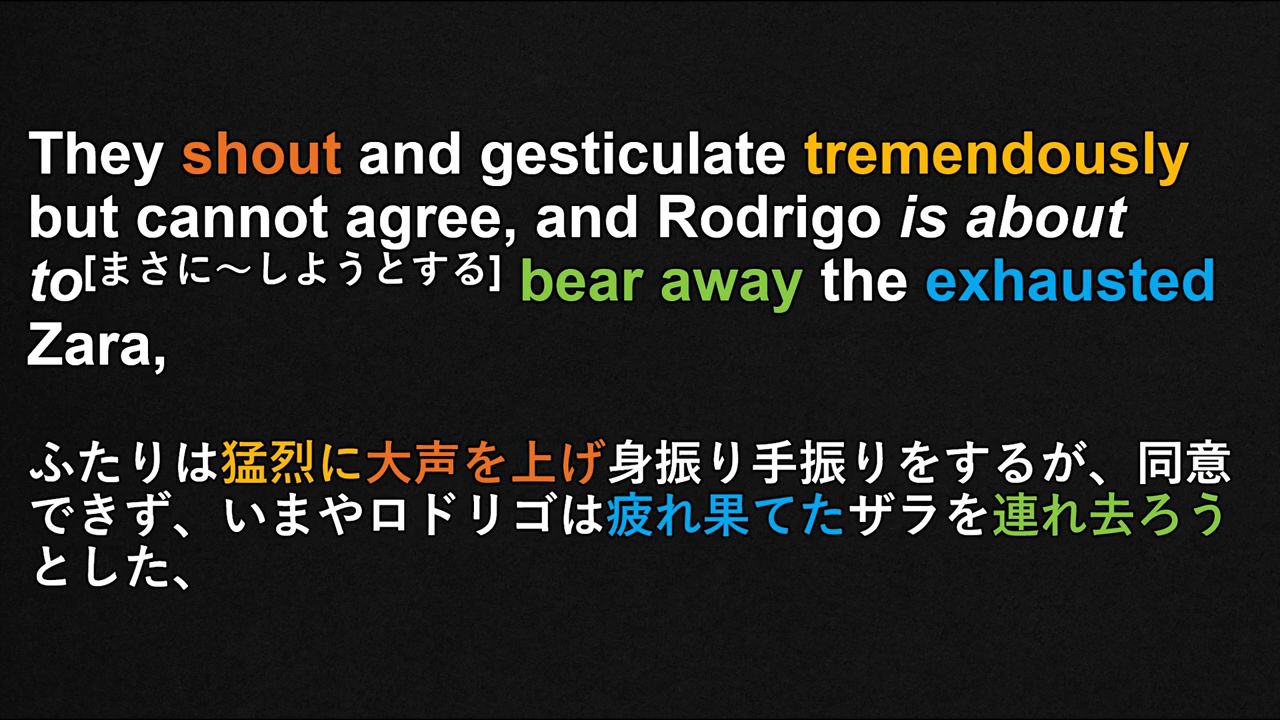 They shout and gesticulate tremendously
but cannot agree, and Rodrigo is about
to[まさに～しようとする] bear away the exhausted
Zara,
ふたりは猛烈に大声を上げ身振り手振りをするが、同意
できず、いまやロドリゴは疲れ果てたザラを連れ去ろう
とした、